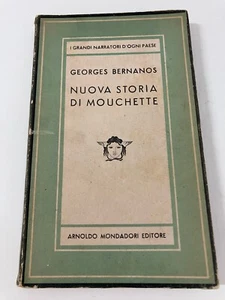 I GRANDI NARRATORI D'OGNI PAESE
GEORGES BERNANOS
NUOVA STORIA
DI MOUCHETTE
ARNOLDO MONDADORI EDITORE